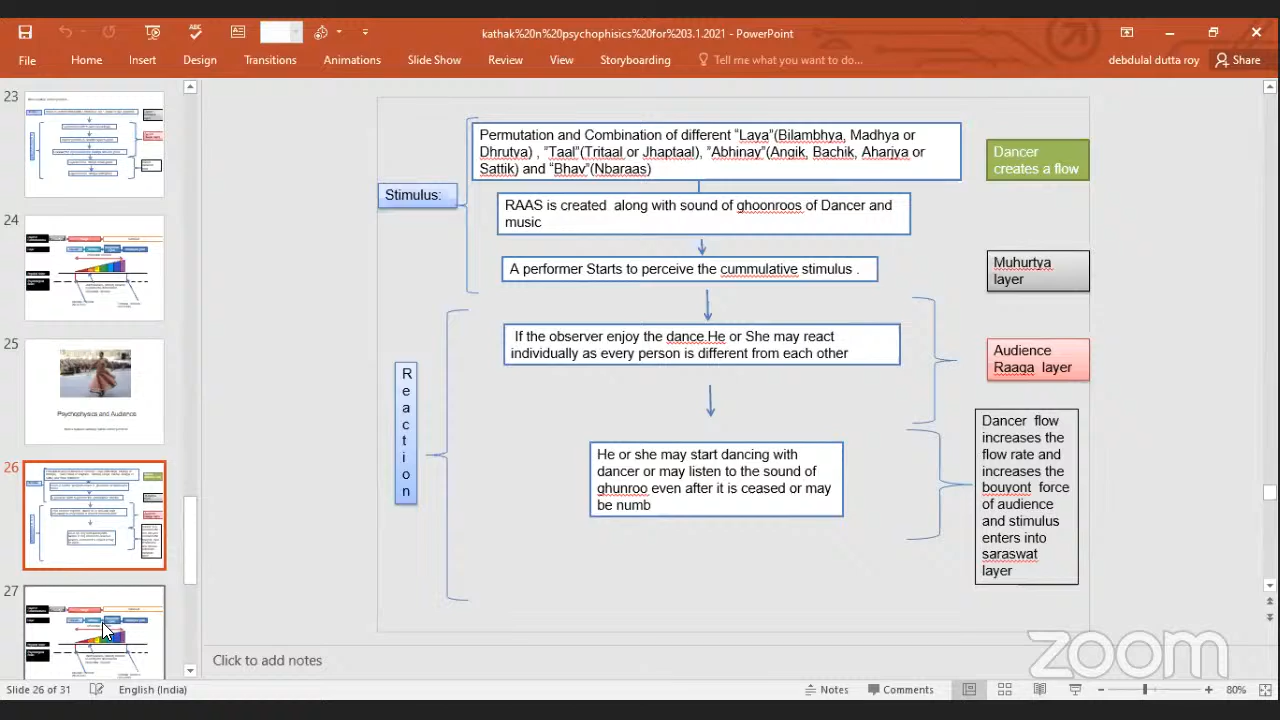 kathak%20n%20psychophisics%20for%203.1.2021 - PowerPoint
File Home Insert Design Transitions Animations Slide Show Review View Storyboarding Tell me what you want to do... debdulal dutta roy Share
23
24
25
Psychophysics and Audience
26
27
Stimulus:
Permutation and Combination of different "Laya"(Bilambhya, Madhya or
Dhrutya) , "Taal"(Tritaal or Jhaptaal), "Abhinay"(Angik, Bachik, Aharjya or
Sattik) and "Bhav"(Nbaraas)
Dancer
creates a flow
RAAS is created along with sound of ghoonroos of Dancer and
music
A performer Starts to perceive the cummulative stimulus .
Muhurtya
layer
If the observer enjoy the dance.He or She may react
individually as every person is different from each other
Audience
Raaga layer
Reaction
He or she may start dancing with
dancer or may listen to the sound of
ghunroo even after it is ceased or may
be numb
Dancer flow
increases the
flow rate and
increases the
bouyont force
of audience
and stimulus
enters into
saraswat
layer
zoom
Click to add notes
Slide 26 of 31 English (India) Notes Comments 80%